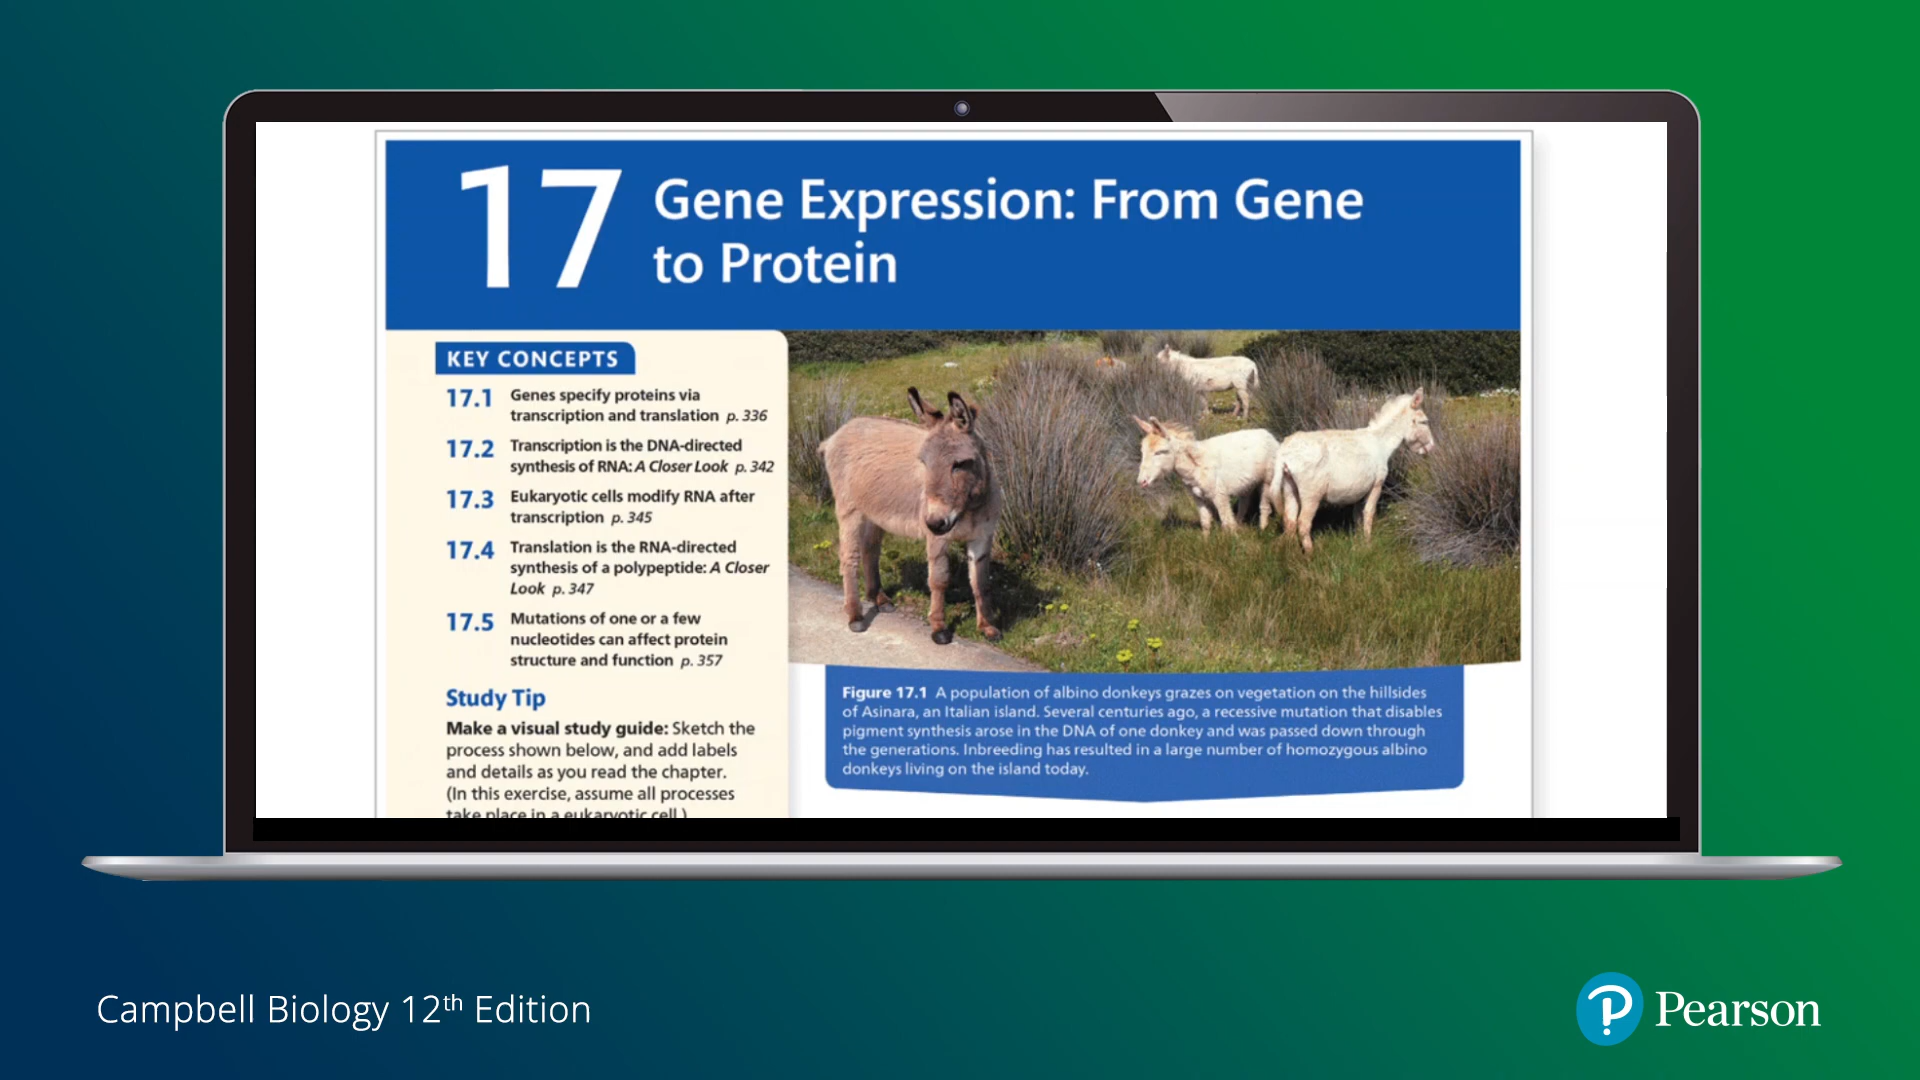 17
Gene Expression: From Gene
to Protein
KEY CONCEPTS
17.1 Genes specify proteins via
transcription and translation p. 336
17.2 Transcription is the DNA-directed
synthesis of RNA: A Closer Look p. 342
17.3 Eukaryotic cells modify RNA after
transcription p. 345
17.4 Translation is the RNA-directed
synthesis of a polypeptide: A Closer
Look p. 347
17.5 Mutations of one or a few
nucleotides can affect protein
structure and function p. 357
Study Tip
Make a visual study guide: Sketch the
process shown below, and add labels
and details as you read the chapter.
(In this exercise, assume all processes
take place in a eukaryotic cell.)
Figure 17.1 A population of albino donkeys grazes on vegetation on the hillsides
of Asinara, an Italian island. Several centuries ago, a recessive mutation that disables
pigment synthesis arose in the DNA of one donkey and was passed down through
the generations. Inbreeding has resulted in a large number of homozygous albino
donkeys living on the island today.
Campbell Biology 12th Edition
Pearson